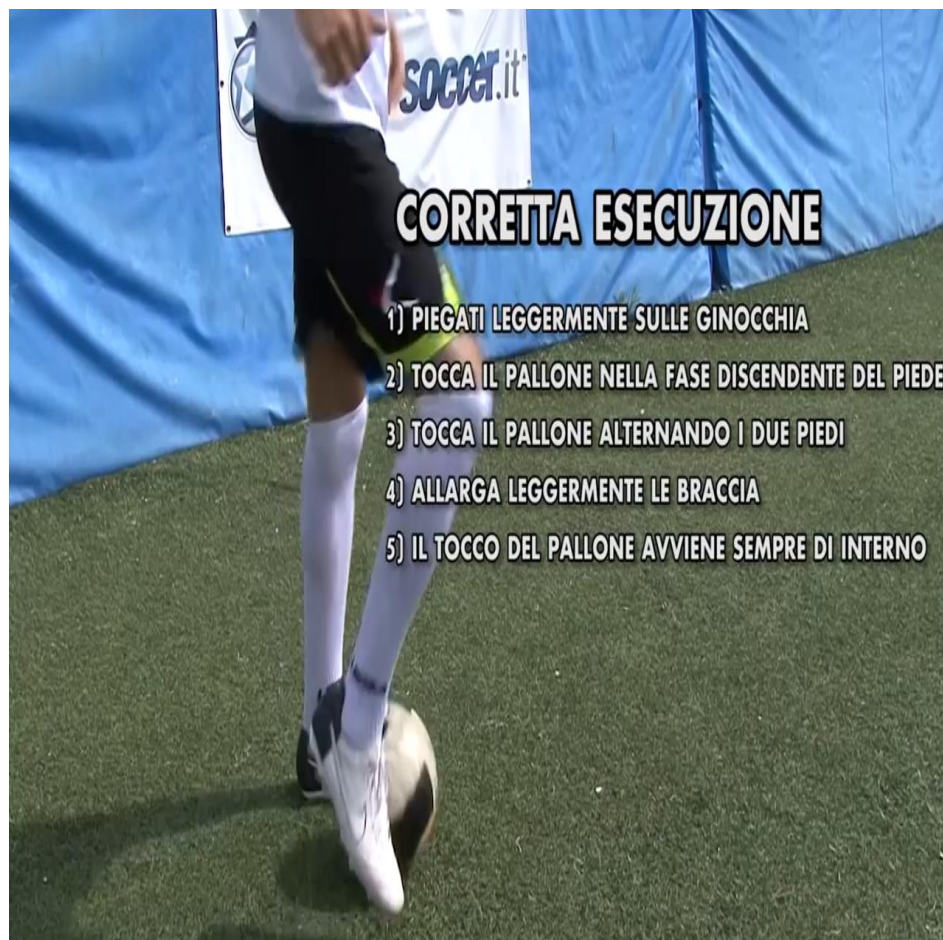 soccer.it
CORRETTA ESECUZIONE
1) PIEGATI LEGGERMENTE SULLE GINOCCHIA
2) TOCCA IL PALLONE NELLA FASE DISCENDENTE DEL PIEDE
3) TOCCA IL PALLONE ALTERNANDO I DUE PIEDI
4) ALLARGA LEGGERMENTE LE BRACCIA
5) IL TOCCO DEL PALLONE AVVIENE SEMPRE DI INTERNO